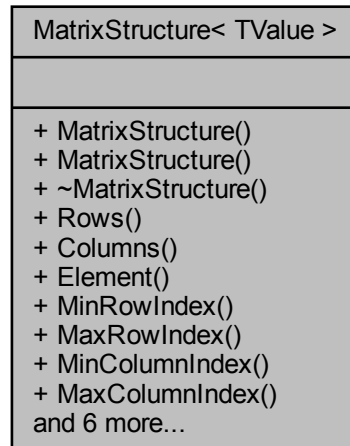 MatrixStructure< TValue >
+ MatrixStructure()
+ MatrixStructure()
+ ~MatrixStructure()
+ Rows()
+ Columns()
+ Element()
+ MinRowIndex()
+ MaxRowIndex()
+ MinColumnIndex()
+ MaxColumnIndex()
and 6 more...